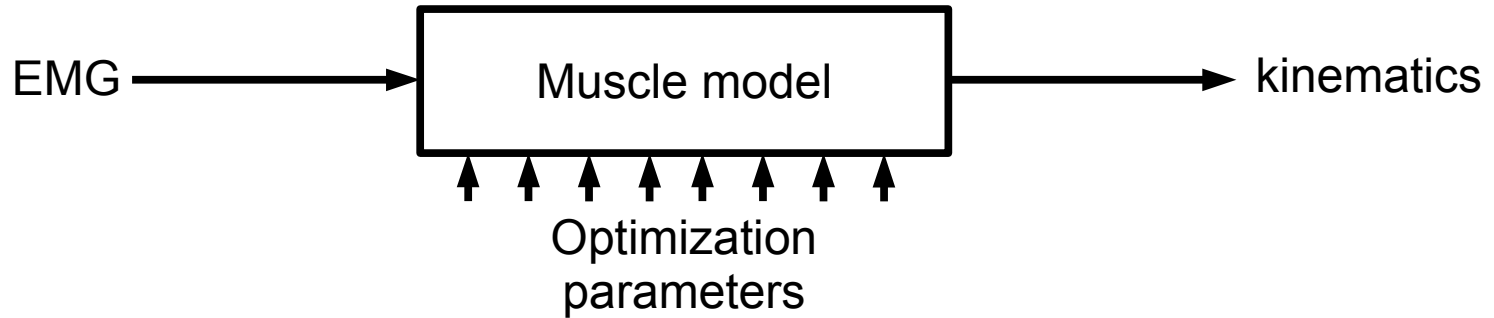 EMG
Muscle model
kinematics
Optimization
parameters